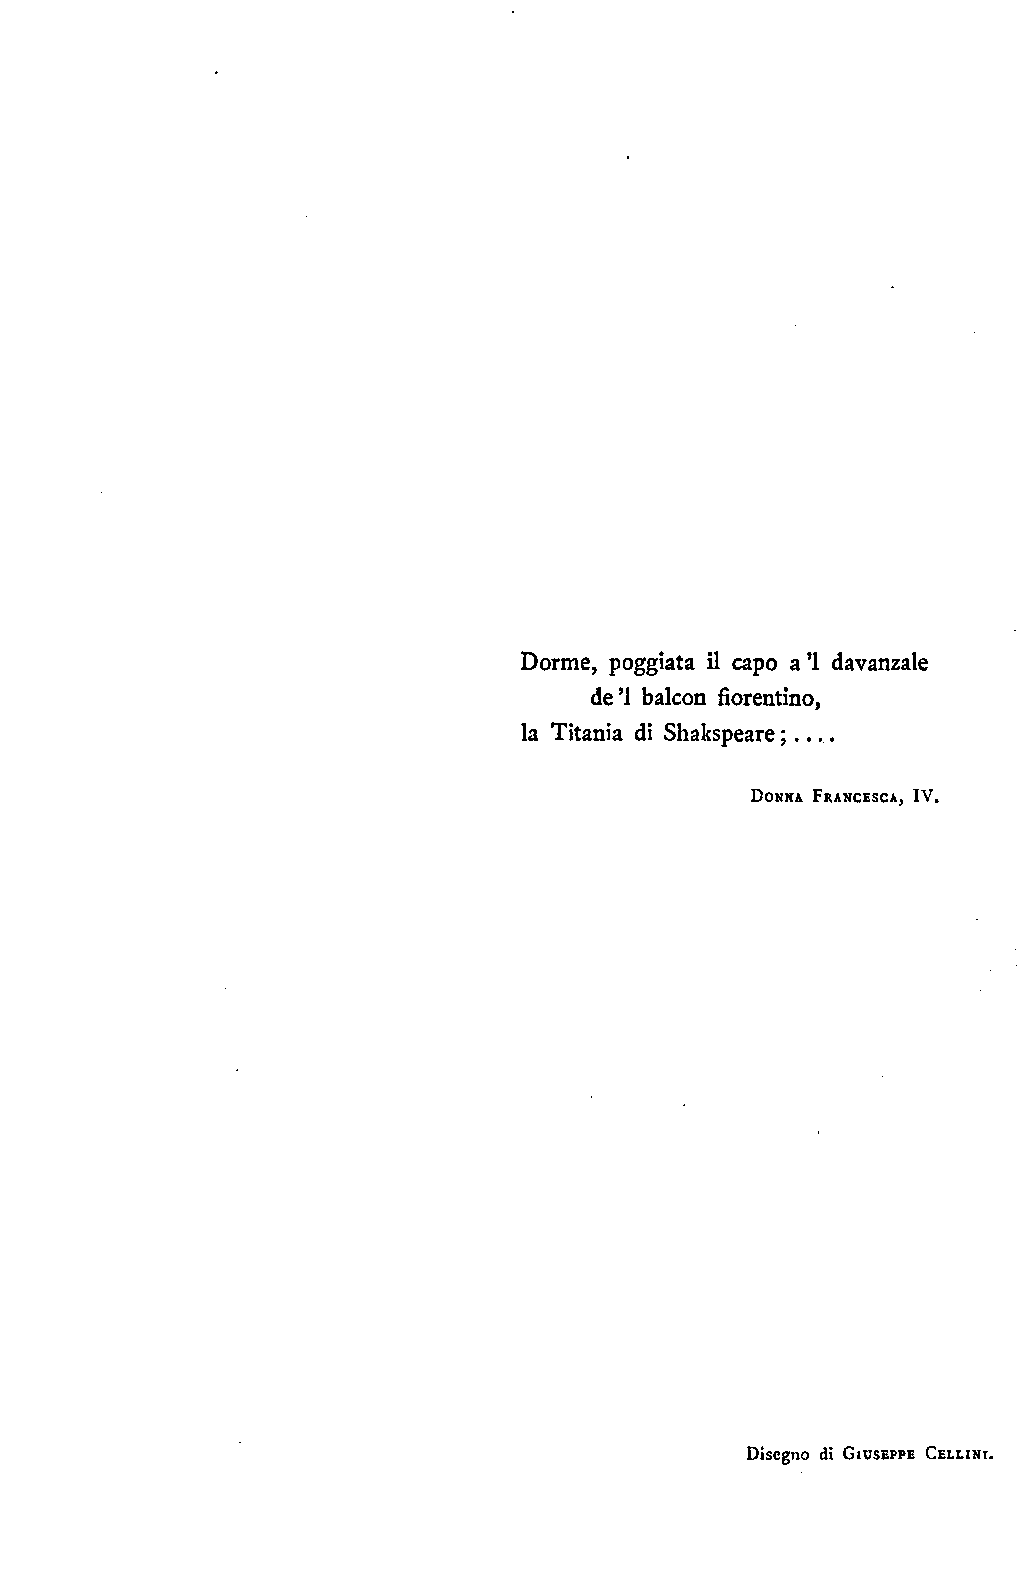 Dorme, poggiata il capo a 'l davanzale
de 'l balcon fiorentino,
la Titania di Shakspeare; ....
DONNA FRANCESCA, IV.
Disegno di GIUSEPPE CELLINI.